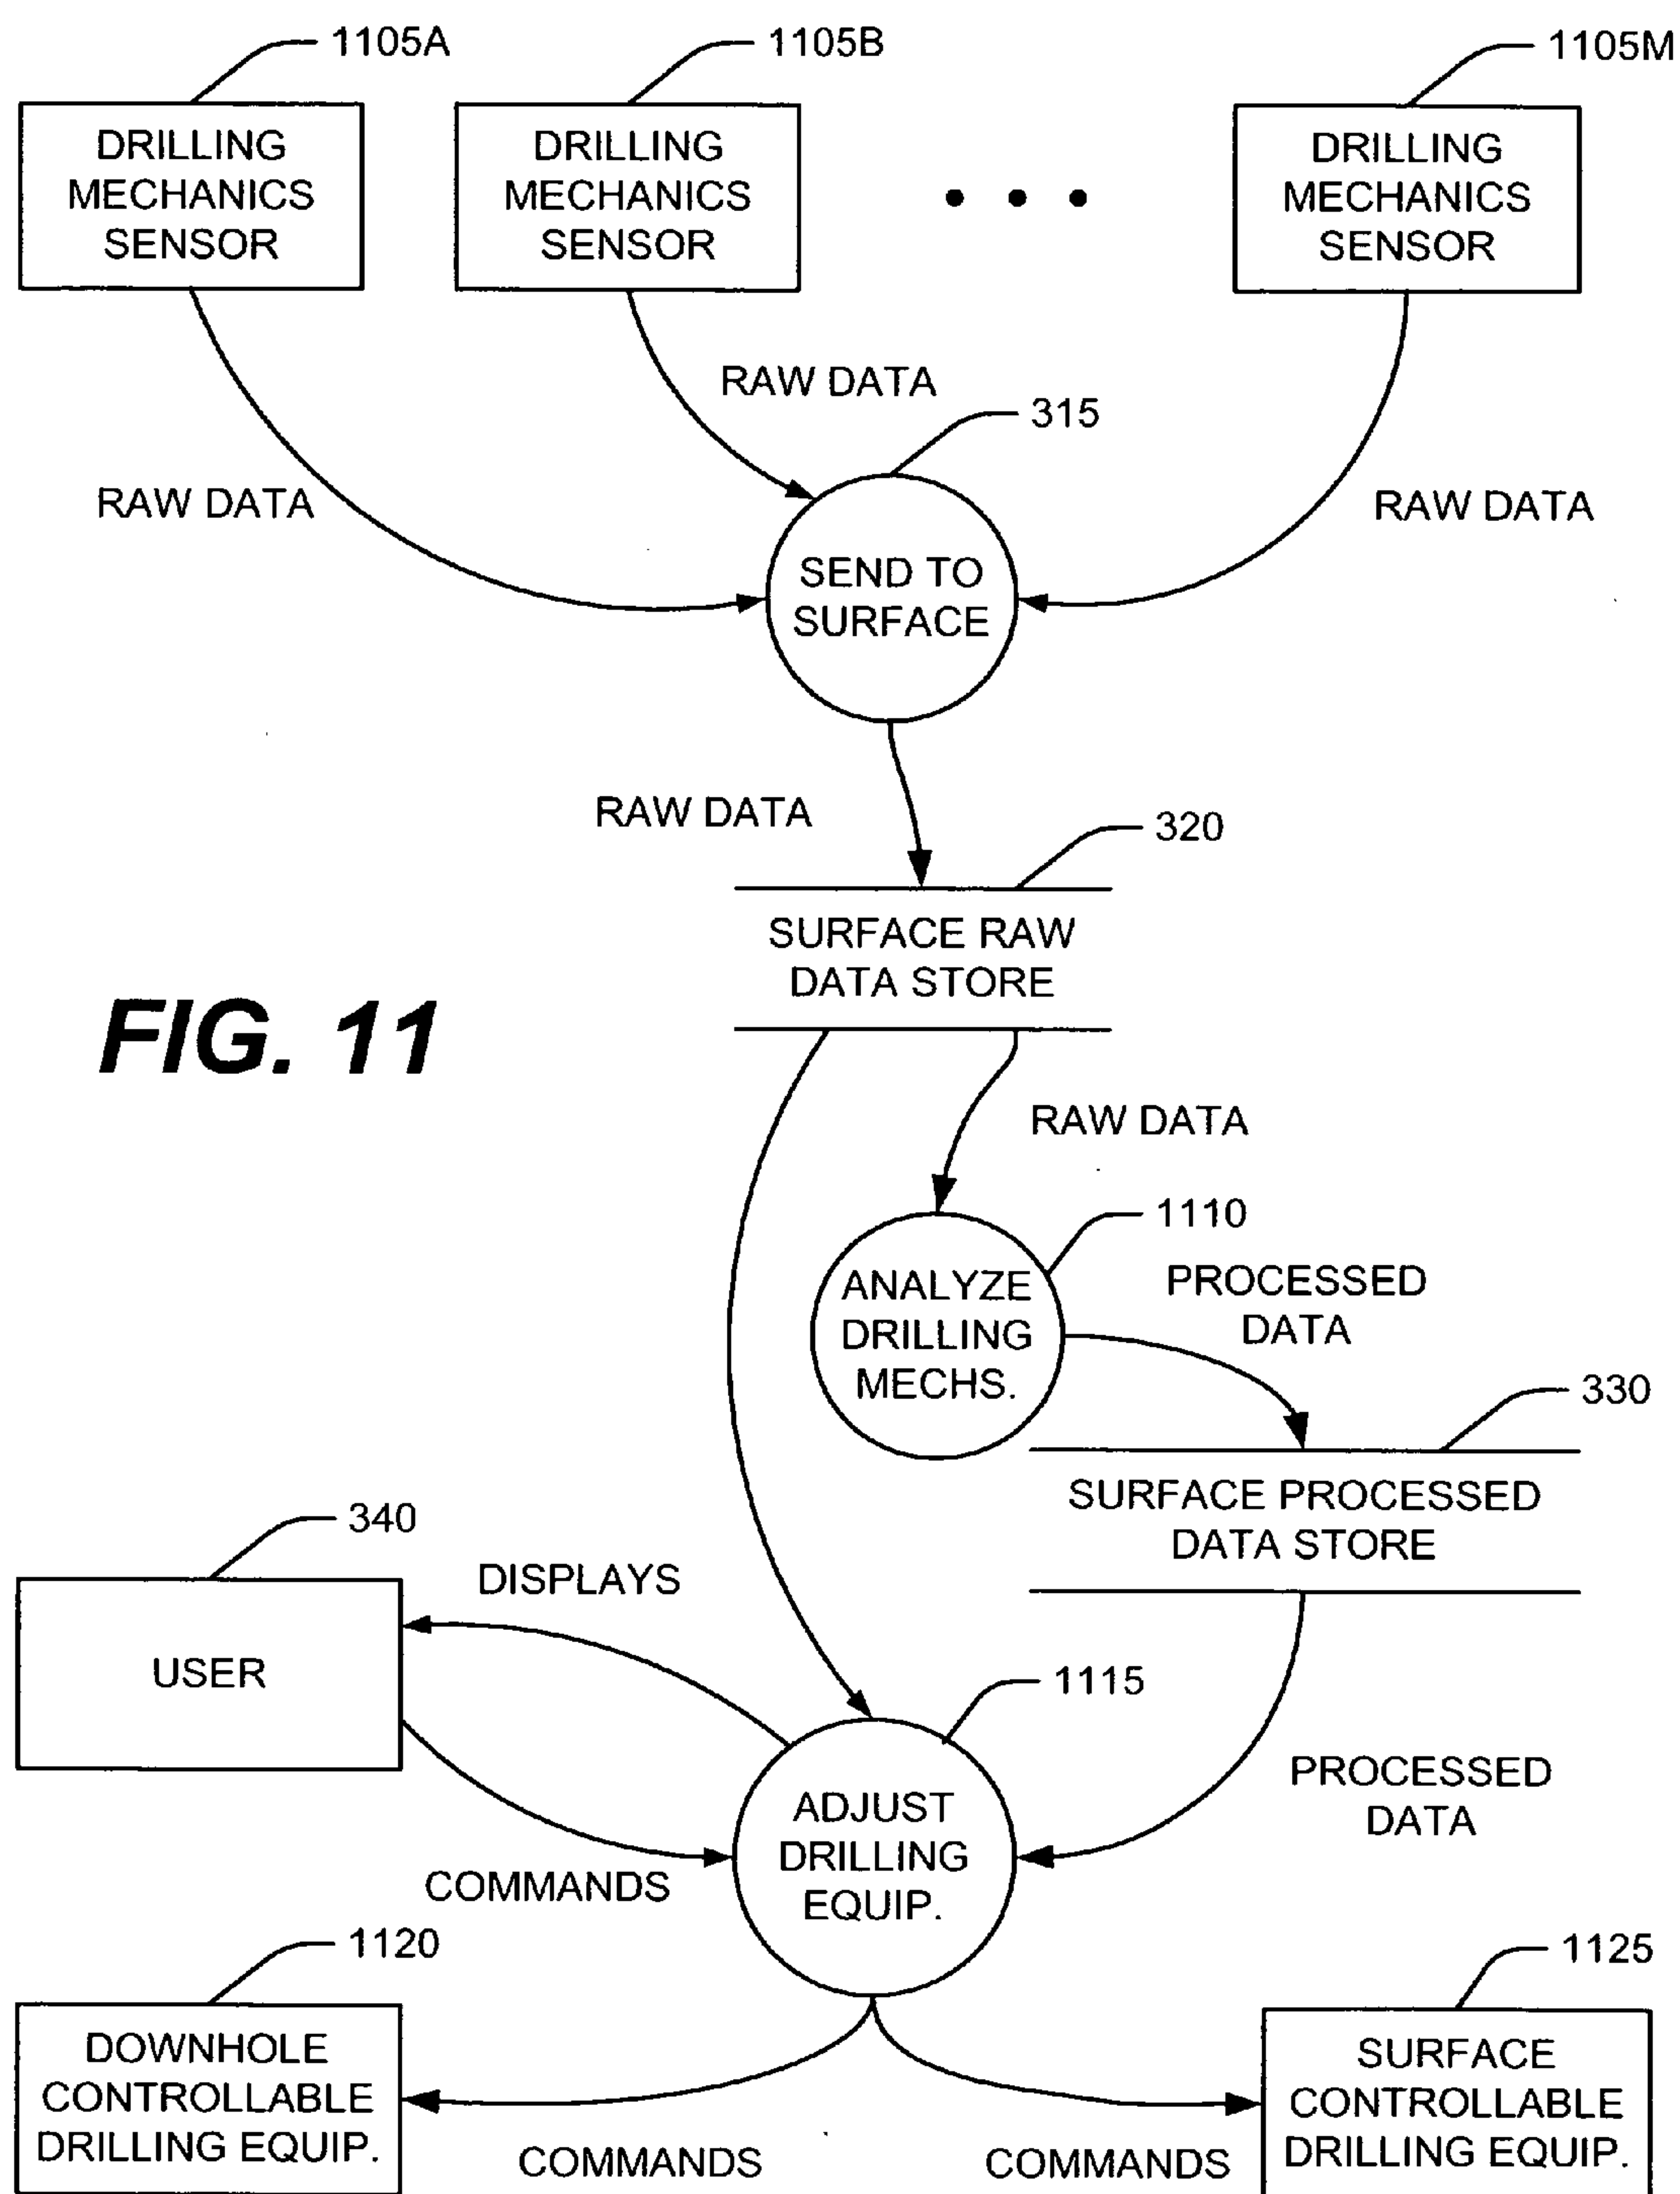 1105A
1105B
1105M
DRILLING
MECHANICS
SENSOR
DRILLING
MECHANICS
SENSOR
DRILLING
MECHANICS
SENSOR
RAW DATA
315
RAW DATA
RAW DATA
SEND TO
SURFACE
RAW DATA
320
SURFACE RAW
DATA STORE
FIG. 11
RAW DATA
1110
ANALYZE
DRILLING
MECHS.
PROCESSED
DATA
330
SURFACE PROCESSED
DATA STORE
340
DISPLAYS
USER
1115
PROCESSED
DATA
ADJUST
DRILLING
EQUIP.
COMMANDS
1120
1125
DOWNHOLE
CONTROLLABLE
DRILLING EQUIP.
SURFACE
CONTROLLABLE
DRILLING EQUIP.
COMMANDS
COMMANDS